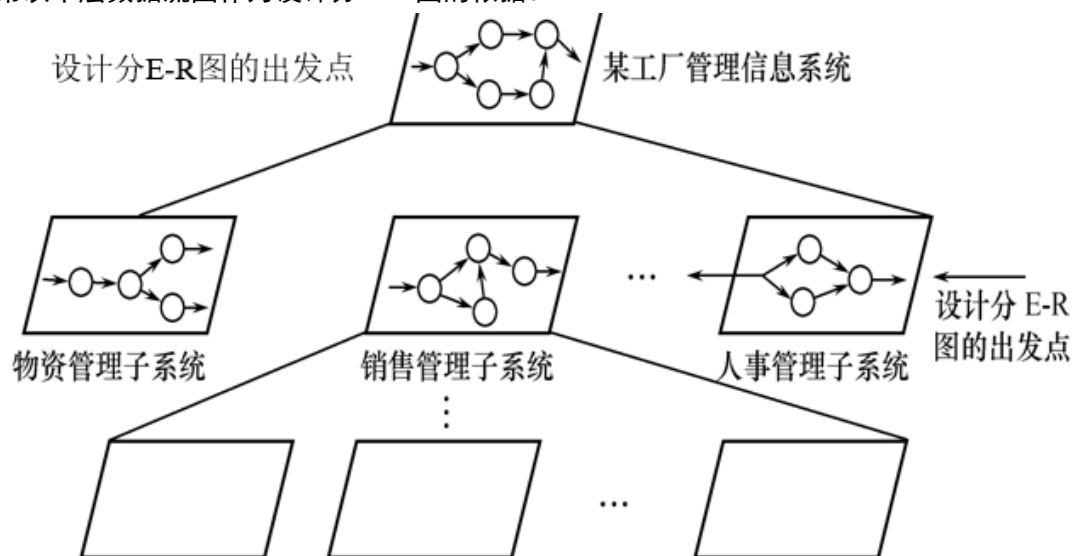 设计分E-R图的出发点
某工厂管理信息系统
...
设计分 E-R
图的出发点
物资管理子系统
销售管理子系统
人事管理子系统
...